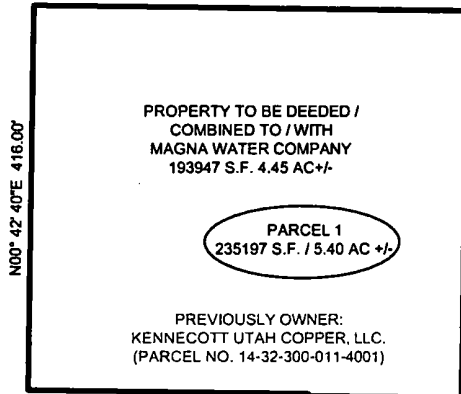 N00° 42' 40"E 416.00'
PROPERTY TO BE DEEDED /
COMBINED TO / WITH
MAGNA WATER COMPANY
193947 S.F. 4.45 AC+/-
PARCEL 1
235197 S.F. / 5.40 AC +/-
PREVIOUSLY OWNER:
KENNECOTT UTAH COPPER, LLC.
(PARCEL NO. 14-32-300-011-4001)